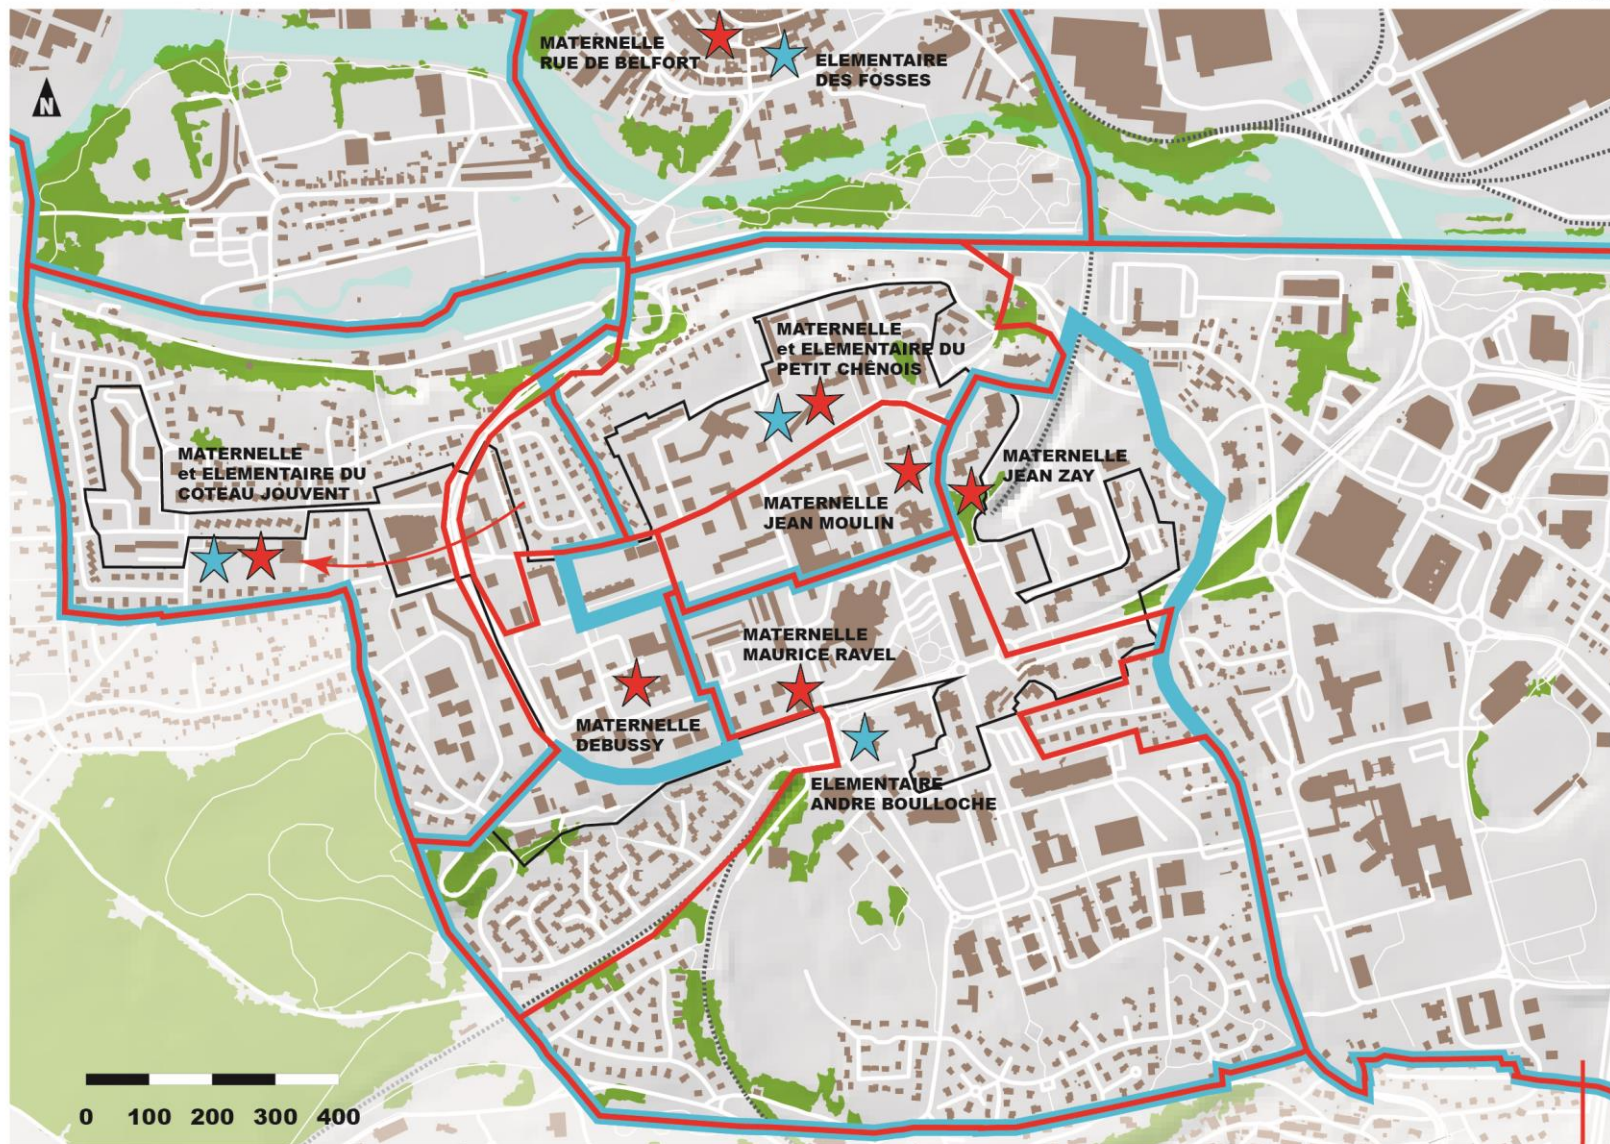 MATERNELLE
RUE DE BELFORT
ELEMENTAIRE
DES FOSSES
N
MATERNELLE
et ELEMENTAIRE DU
PETIT CHÊNOIS
MATERNELLE
et ELEMENTAIRE DU
COTEAU JOUVENT
MATERNELLE
JEAN ZAY
MATERNELLE
JEAN MOULIN
MATERNELLE
MAURICE RAVEL
MATERNELLE
DEBUSSY
ELEMENTAIRE
ANDRE BOULLOCHE
0 100 200 300 400